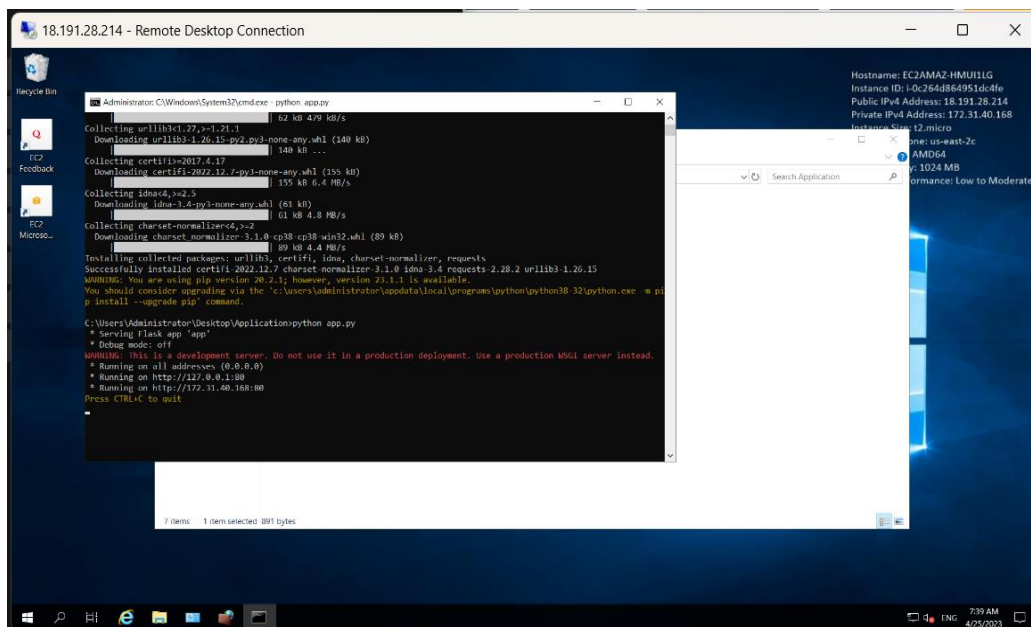 18.191.28.214 - Remote Desktop Connection
Recycle Bin
EC2
Feedback
EC2
Microso...
Hostname: EC2AMAZ-HMUI1LG
Instance ID: i-0c264d864951dc4fe
Public IPv4 Address: 18.191.28.214
Private IPv4 Address: 172.31.40.168
Instance Size: t2.micro
one: us-east-2c
AMD64
y: 1024 MB
ormance: Low to Moderate
Administrator: C:\Windows\System32\cmd.exe - python app.py
| | 62 kB 479 kB/s
Collecting urllib3<1.27,>=1.21.1
Downloading urllib3-1.26.15-py2.py3-none-any.whl (140 kB)
| | 140 kB ...
Collecting certifi>=2017.4.17
Downloading certifi-2022.12.7-py3-none-any.whl (155 kB)
| | 155 kB 6.4 MB/s
Collecting idna<4,>=2.5
Downloading idna-3.4-py3-none-any.whl (61 kB)
| | 61 kB 4.8 MB/s
Collecting charset-normalizer<4,>=2
Downloading charset_normalizer-3.1.0-cp38-cp38-win32.whl (89 kB)
| | 89 kB 4.4 MB/s
Installing collected packages: urllib3, certifi, idna, charset-normalizer, requests
Successfully installed certifi-2022.12.7 charset-normalizer-3.1.0 idna-3.4 requests-2.28.2 urllib3-1.26.15
WARNING: You are using pip version 20.2.1; however, version 23.1.1 is available.
You should consider upgrading via the 'c:\users\administrator\appdata\local\programs\python\python38-32\python.exe -m pi
p install --upgrade pip' command.
C:\Users\Administrator\Desktop\Application>python app.py
* Serving Flask app 'app'
* Debug mode: off
WARNING: This is a development server. Do not use it in a production deployment. Use a production WSGI server instead.
* Running on all addresses (0.0.0.0)
* Running on http://127.0.0.1:80
* Running on http://172.31.40.168:80
Press CTRL+C to quit
Search Application
7 items 1 item selected 891 bytes
ENG
7:39 AM
4/25/2023